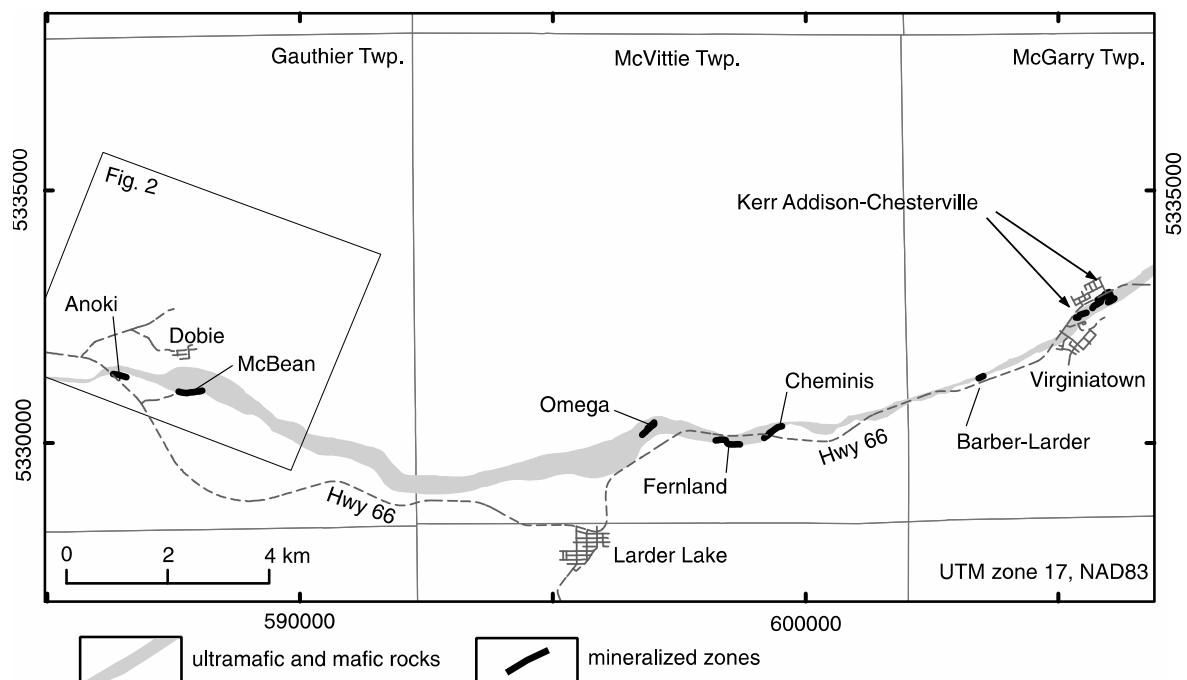 Gauthier Twp.
McVittie Twp.
McGarry Twp.
5335000
5335000
Fig. 2
Kerr Addison-Chesterville
Anoki
Dobie
McBean
Cheminis
Omega
Virginiatown
5330000
5330000
Barber-Larder
Hwy 66
Fernland
Hwy 66
Larder Lake
0 2 4 km
UTM zone 17, NAD83
590000
600000
ultramafic and mafic rocks
mineralized zones